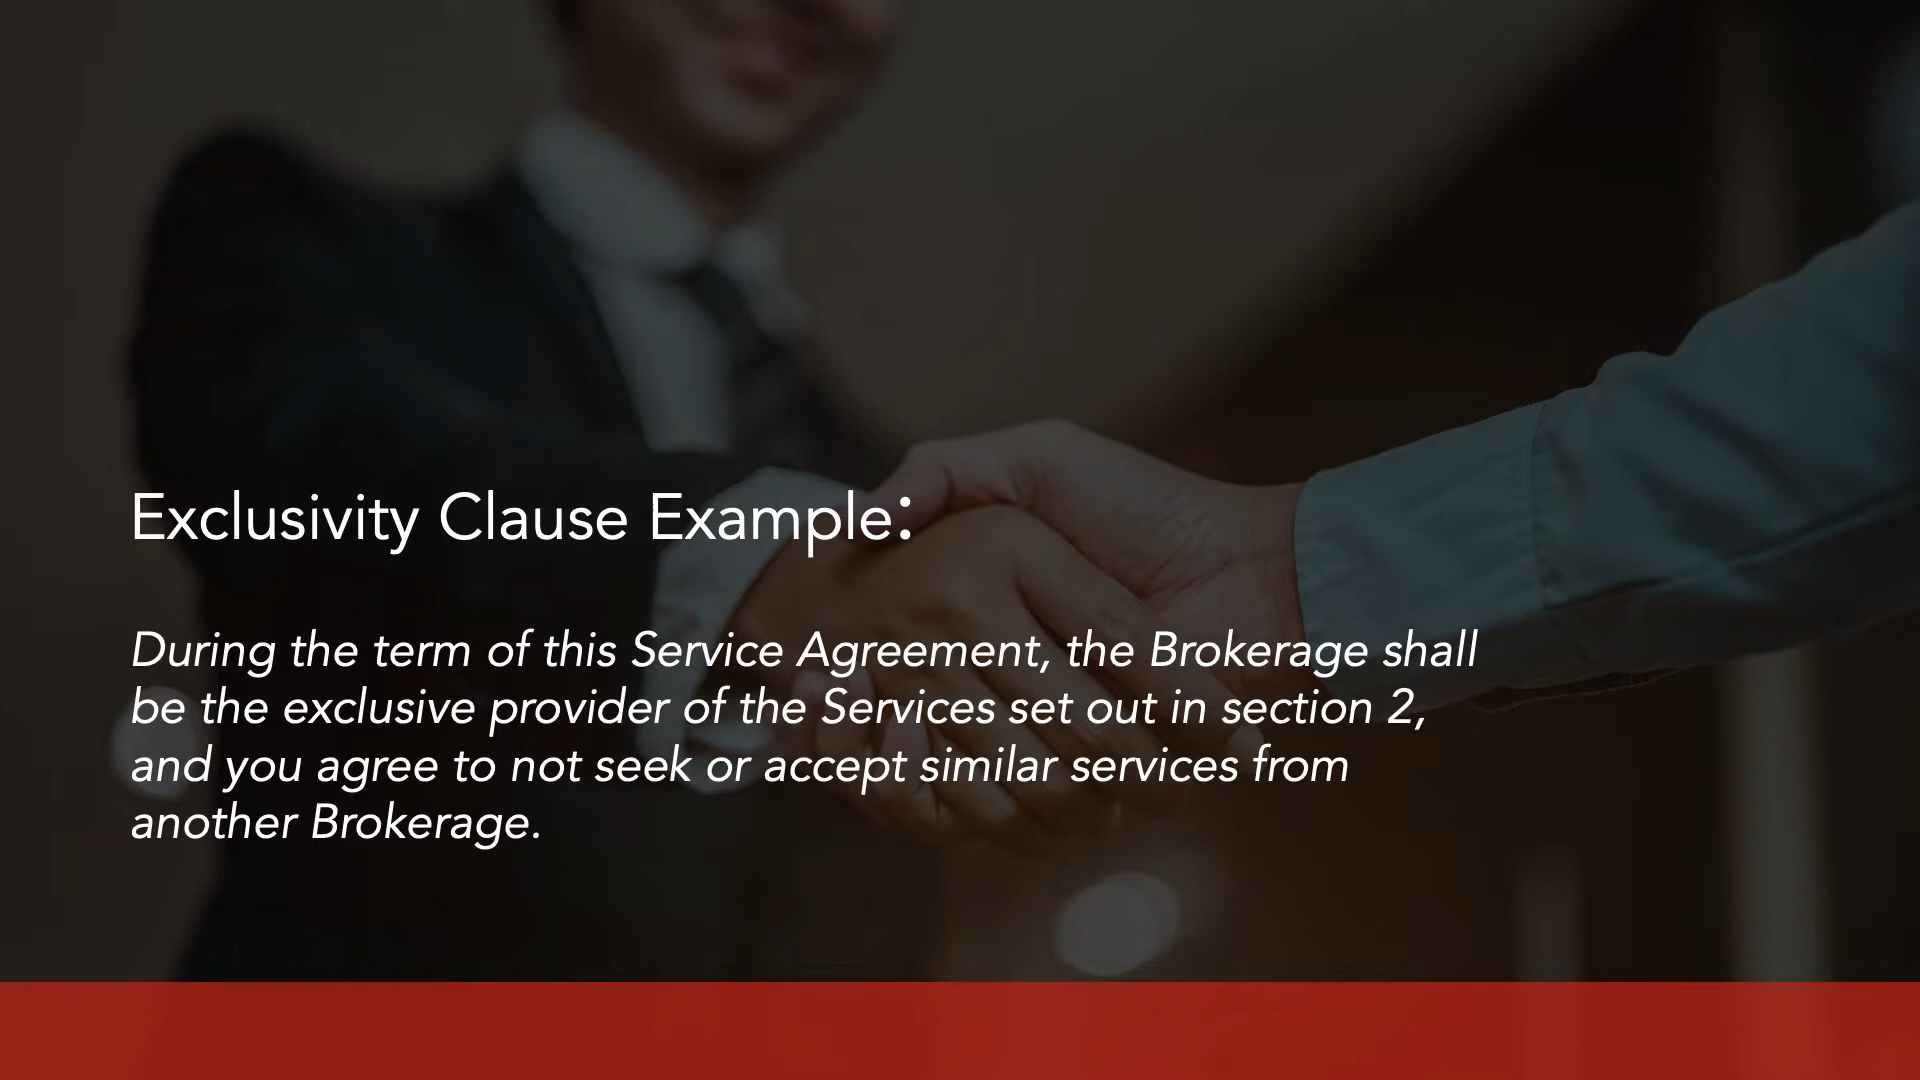 Exclusivity Clause Example:
During the term of this Service Agreement, the Brokerage shall
be the exclusive provider of the Services set out in section 2,
and you agree to not seek or accept similar services from
another Brokerage.